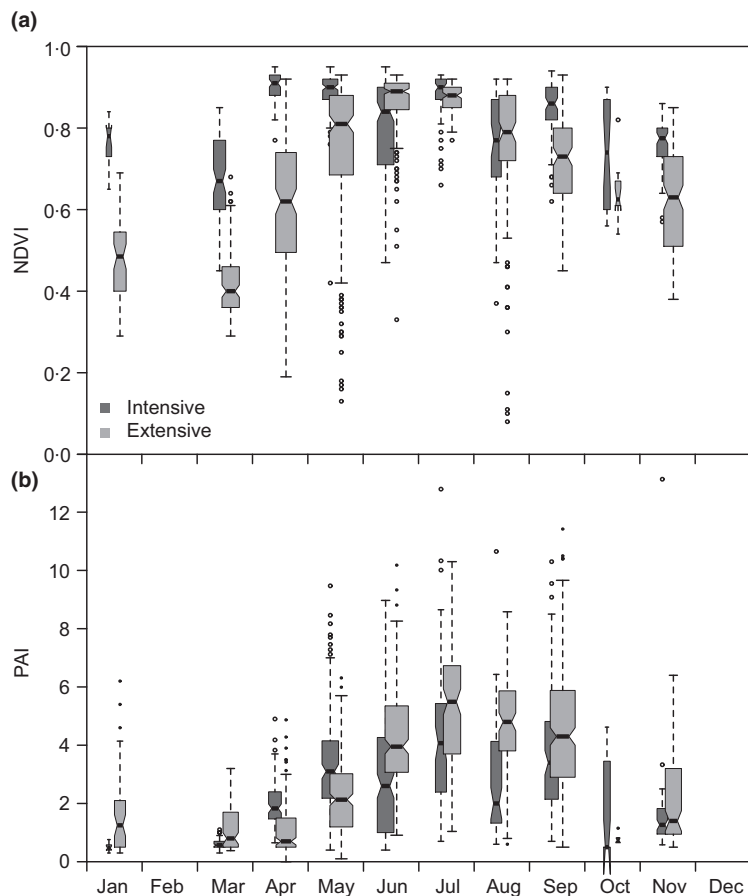 (a)
1·0
0·8
0·6
0·4
0·2
0·0
NDVI
Intensive
Extensive
(b)
12
10
8
6
4
2
0
PAI
Jan Feb Mar Apr May Jun Jul Aug Sep Oct Nov Dec